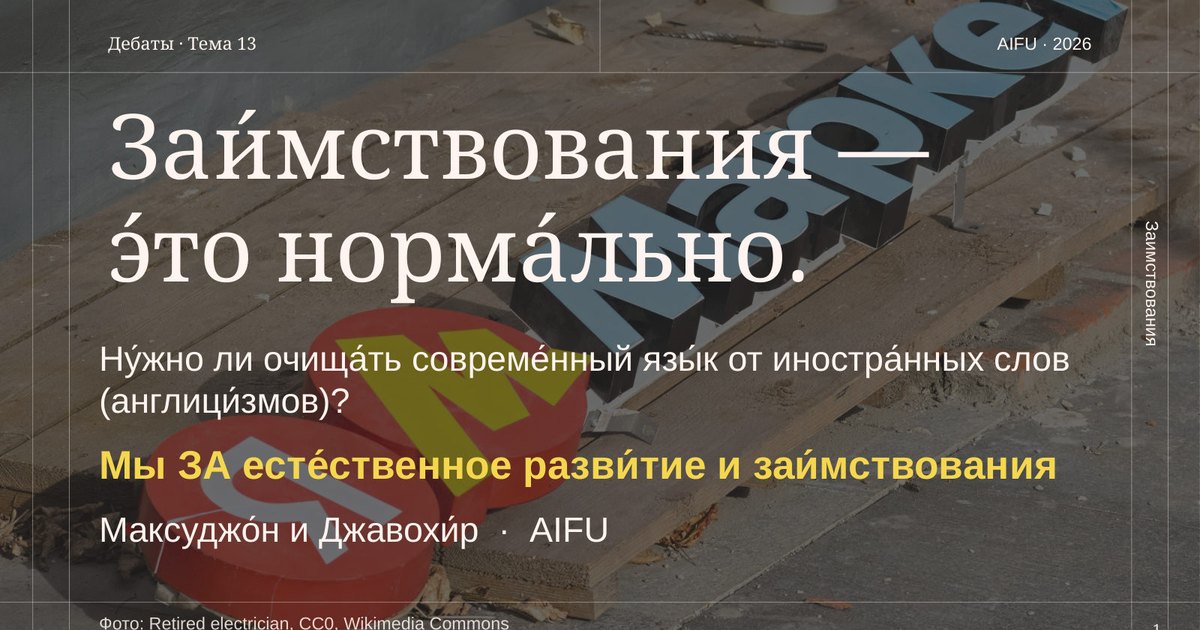 Дебаты · Тема 13
AIFU · 2026
Маркет
Заи́мствования —
э́то норма́льно.
Заимствования
Ну́жно ли очища́ть совреме́нный язы́к от иностра́нных слов
(англици́змов)?
Мы ЗА есте́ственное разви́тие и заи́мствования
Максуджо́н и Джавохи́р · AIFU
Я М
Фото: Retired electrician, CC0, Wikimedia Commons
1